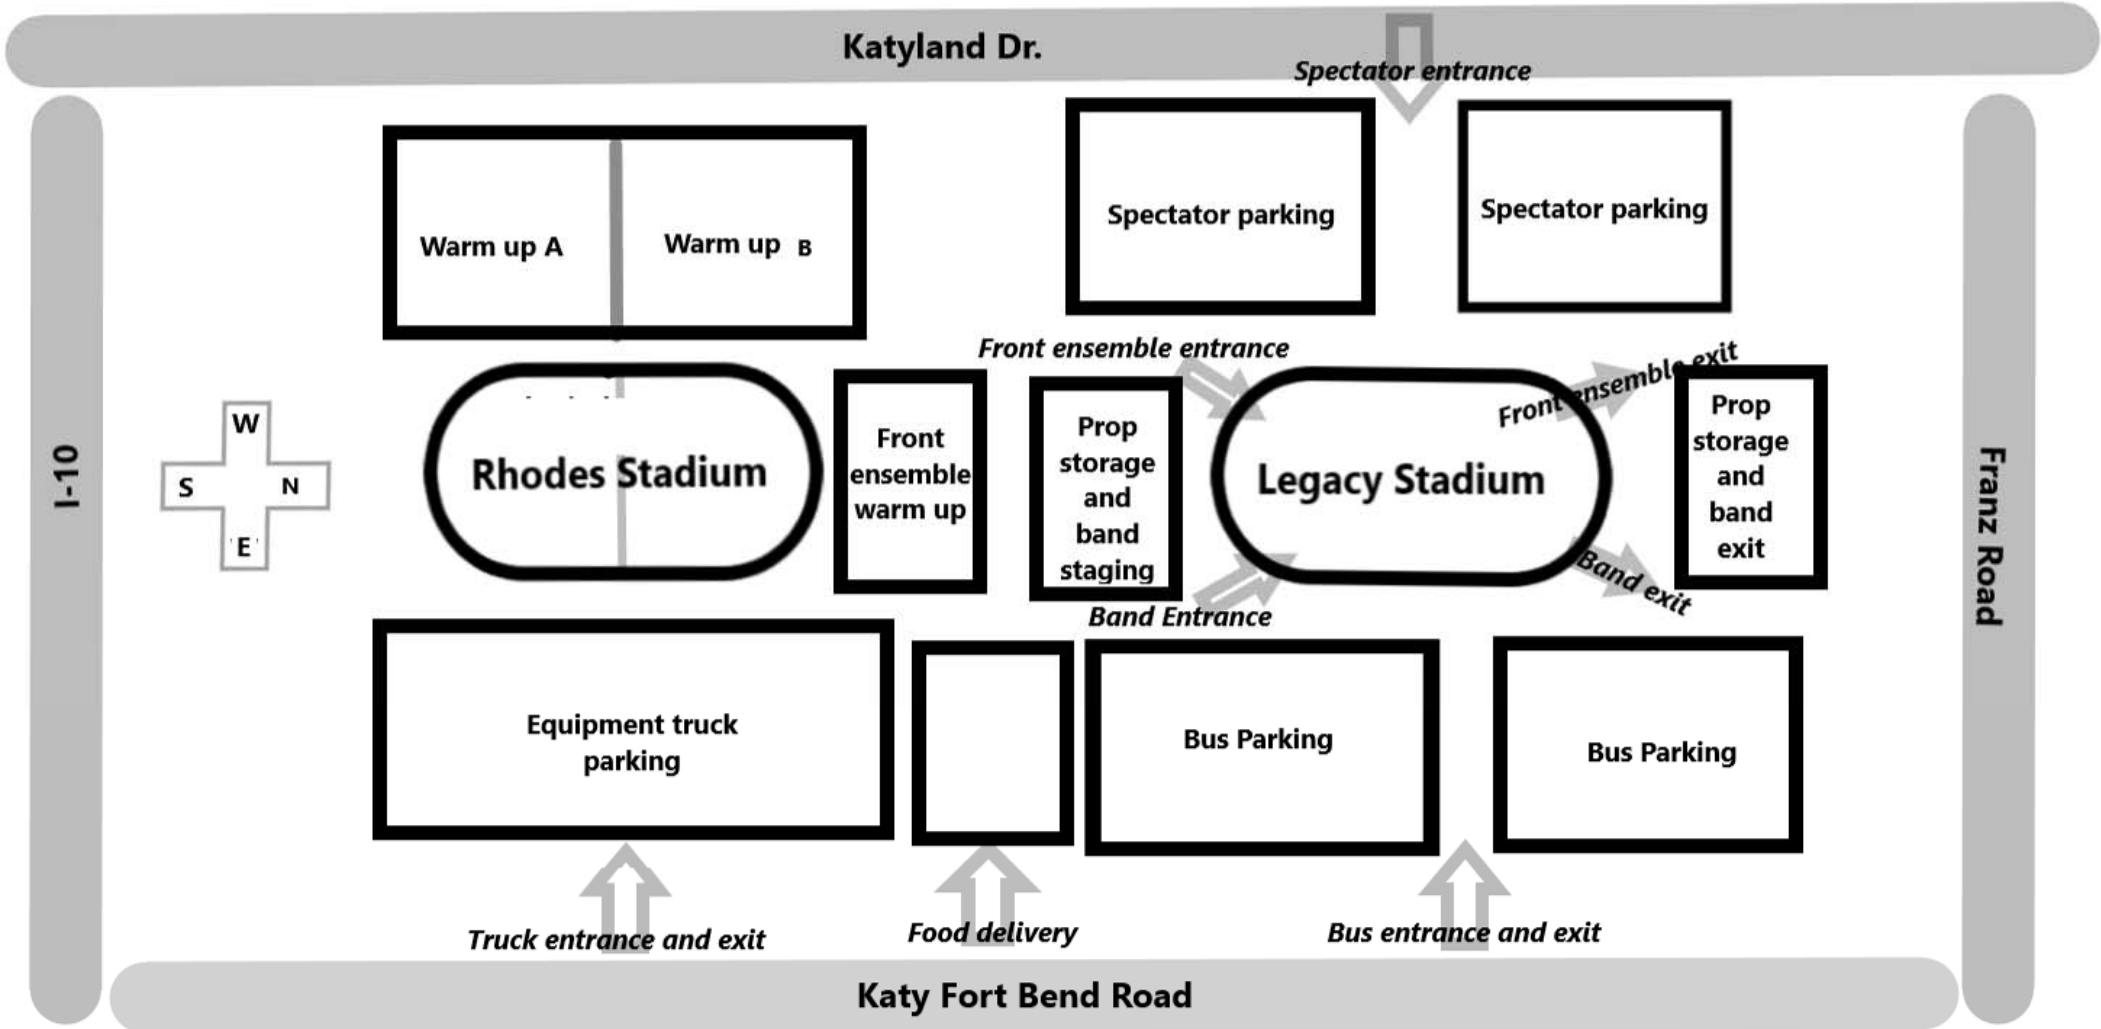 Katyland Dr.
Spectator entrance
Warm up A
Warm up B
Spectator parking
Spectator parking
Front ensemble entrance
Front ensemble exit
I-10
W
S
N
E
Rhodes Stadium
Front
ensemble
warm up
Prop
storage
and
band
staging
Legacy Stadium
Prop
storage
and
band
exit
Franz Road
Band Entrance
Band exit
Equipment truck
parking
Bus Parking
Bus Parking
Truck entrance and exit
Food delivery
Bus entrance and exit
Katy Fort Bend Road